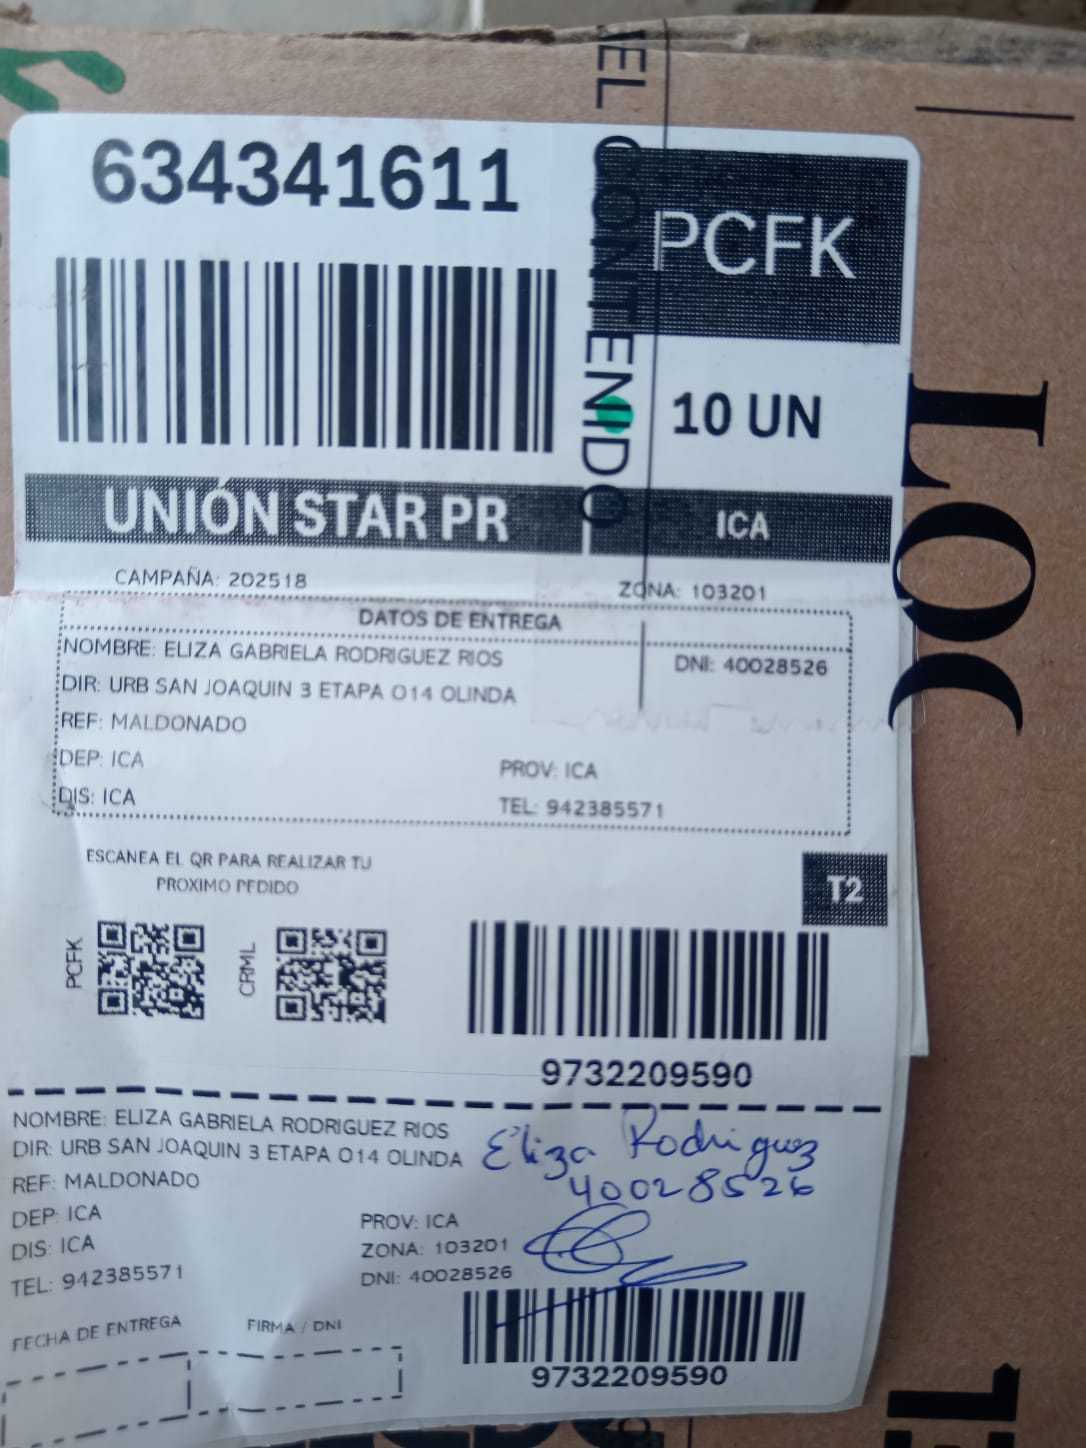 634341611
PCFK
CONTENIDO
10 UN
UNIÓN STAR PR
ICA
CAMPAÑA: 202518
ZONA: 103201
DATOS DE ENTREGA
NOMBRE: ELIZA GABRIELA RODRIGUEZ RIOS
DNI: 40028526
DIR: URB SAN JOAQUIN 3 ETAPA O14 OLINDA
REF: MALDONADO
DEP: ICA
PROV: ICA
DIS: ICA
TEL: 942385571
ESCANEA EL QR PARA REALIZAR TU
PROXIMO PEDIDO
T2
PCFK
CRML
9732209590
NOMBRE: ELIZA GABRIELA RODRIGUEZ RIOS
DIR: URB SAN JOAQUIN 3 ETAPA O14 OLINDA
Eliza Rodriguez
40028526
REF: MALDONADO
DEP: ICA
PROV: ICA
DIS: ICA
ZONA: 103201
TEL: 942385571
DNI: 40028526
FECHA DE ENTREGA
FIRMA / DNI
9732209590